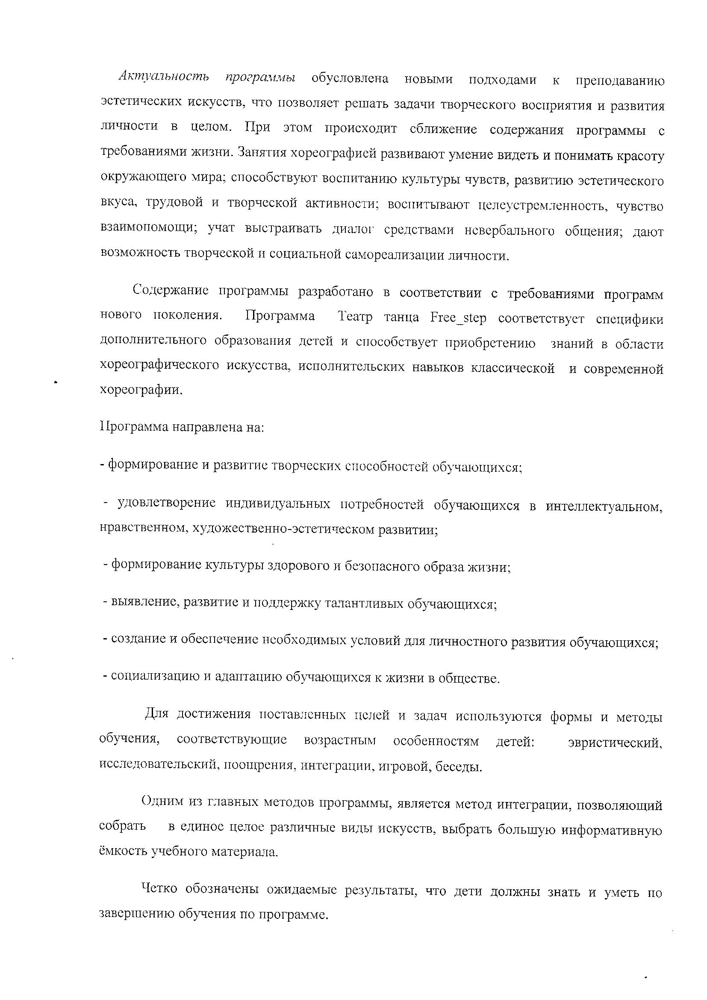 Актуальность программы обусловлена новыми подходами к преподаванию
эстетических искусств, что позволяет решать задачи творческого восприятия и развития
личности в целом. При этом происходит сближение содержания программы с
требованиями жизни. Занятия хореографией развивают умение видеть и понимать красоту
окружающего мира; способствуют воспитанию культуры чувств, развитию эстетического
вкуса, трудовой и творческой активности; воспитывают целеустремленность, чувство
взаимопомощи; учат выстраивать диалог средствами невербального общения; дают
возможность творческой и социальной самореализации личности.
Содержание программы разработано в соответствии с требованиями программ
нового поколения. Программа Театр танца Free_step соответствует специфики
дополнительного образования детей и способствует приобретению знаний в области
хореографического искусства, исполнительских навыков классической и современной
хореографии.
Программа направлена на:
- формирование и развитие творческих способностей обучающихся;
- удовлетворение индивидуальных потребностей обучающихся в интеллектуальном,
нравственном, художественно-эстетическом развитии;
- формирование культуры здорового и безопасного образа жизни;
- выявление, развитие и поддержку талантливых обучающихся;
- создание и обеспечение необходимых условий для личностного развития обучающихся;
- социализацию и адаптацию обучающихся к жизни в обществе.
Для достижения поставленных целей и задач используются формы и методы
обучения, соответствующие возрастным особенностям детей: эвристический,
исследовательский, поощрения, интеграции, игровой, беседы.
Одним из главных методов программы, является метод интеграции, позволяющий
собрать в единое целое различные виды искусств, выбрать большую информативную
ёмкость учебного материала.
Четко обозначены ожидаемые результаты, что дети должны знать и уметь по
завершению обучения по программе.